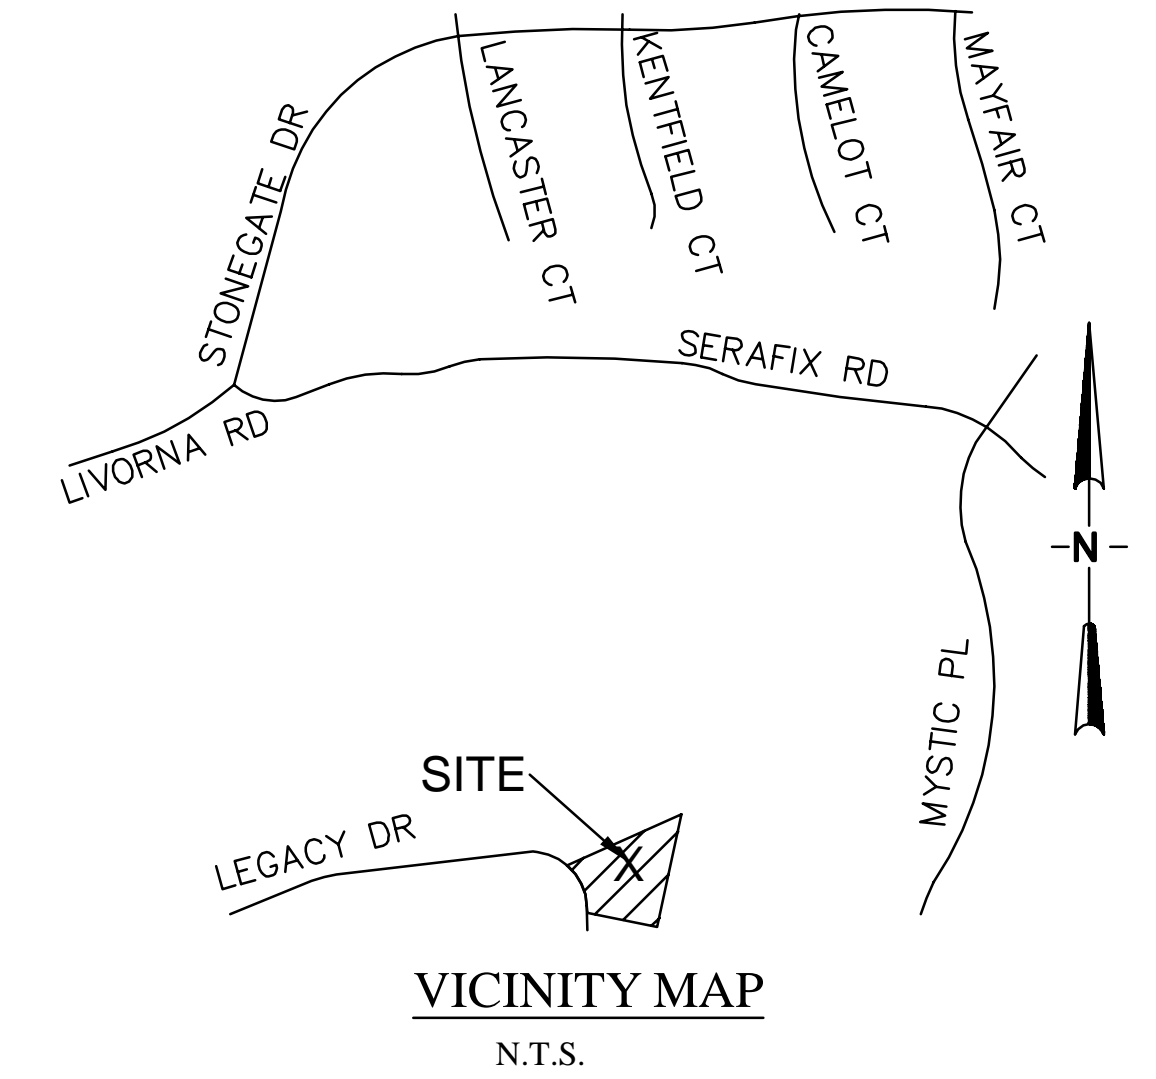 STONEGATE DR
LANCASTER CT
KENTFIELD CT
CAMELOT CT
MAYFAIR CT
SERAFIX RD
LIVORNA RD
N
MYSTIC PL
SITE
X
LEGACY DR
VICINITY MAP
N.T.S.